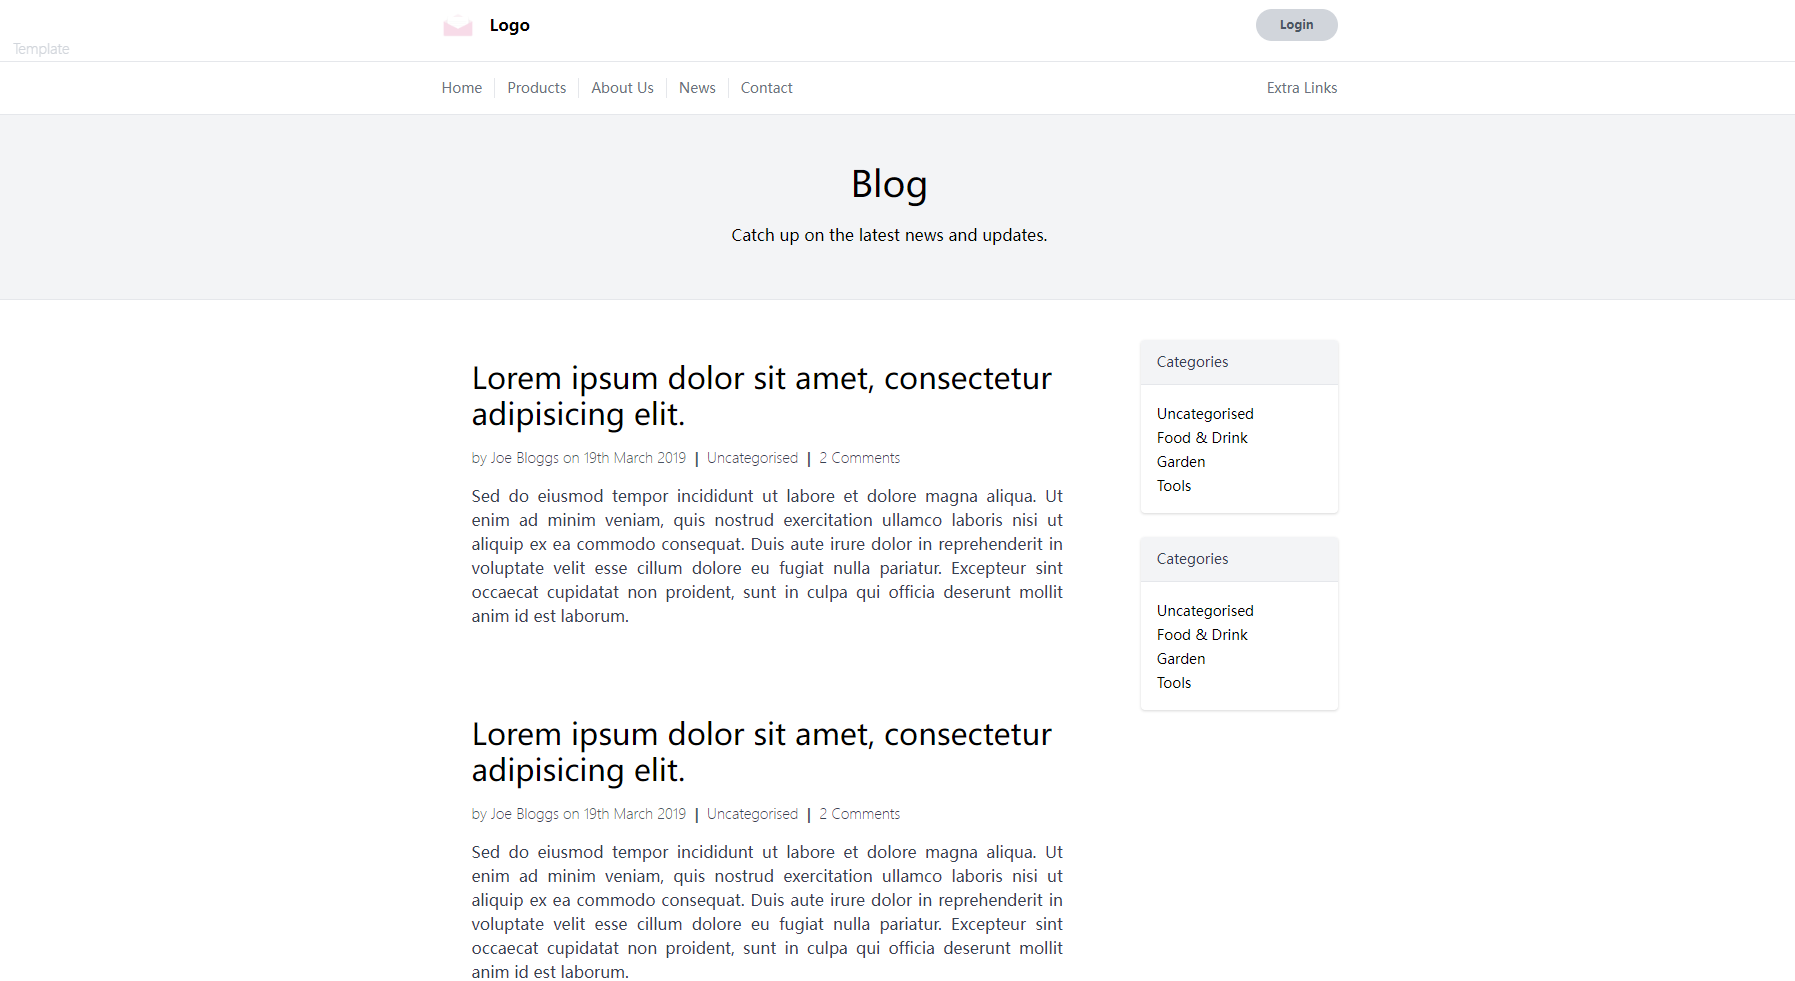 Logo
Login
Template
Home Products About Us News Contact Extra Links
Blog
Catch up on the latest news and updates.
Lorem ipsum dolor sit amet, consectetur
adipisicing elit.
by Joe Bloggs on 19th March 2019 | Uncategorised | 2 Comments
Sed do eiusmod tempor incididunt ut labore et dolore magna aliqua. Ut
enim ad minim veniam, quis nostrud exercitation ullamco laboris nisi ut
aliquip ex ea commodo consequat. Duis aute irure dolor in reprehenderit in
voluptate velit esse cillum dolore eu fugiat nulla pariatur. Excepteur sint
occaecat cupidatat non proident, sunt in culpa qui officia deserunt mollit
anim id est laborum.
Lorem ipsum dolor sit amet, consectetur
adipisicing elit.
by Joe Bloggs on 19th March 2019 | Uncategorised | 2 Comments
Sed do eiusmod tempor incididunt ut labore et dolore magna aliqua. Ut
enim ad minim veniam, quis nostrud exercitation ullamco laboris nisi ut
aliquip ex ea commodo consequat. Duis aute irure dolor in reprehenderit in
voluptate velit esse cillum dolore eu fugiat nulla pariatur. Excepteur sint
occaecat cupidatat non proident, sunt in culpa qui officia deserunt mollit
anim id est laborum.
Categories
Uncategorised
Food & Drink
Garden
Tools
Categories
Uncategorised
Food & Drink
Garden
Tools